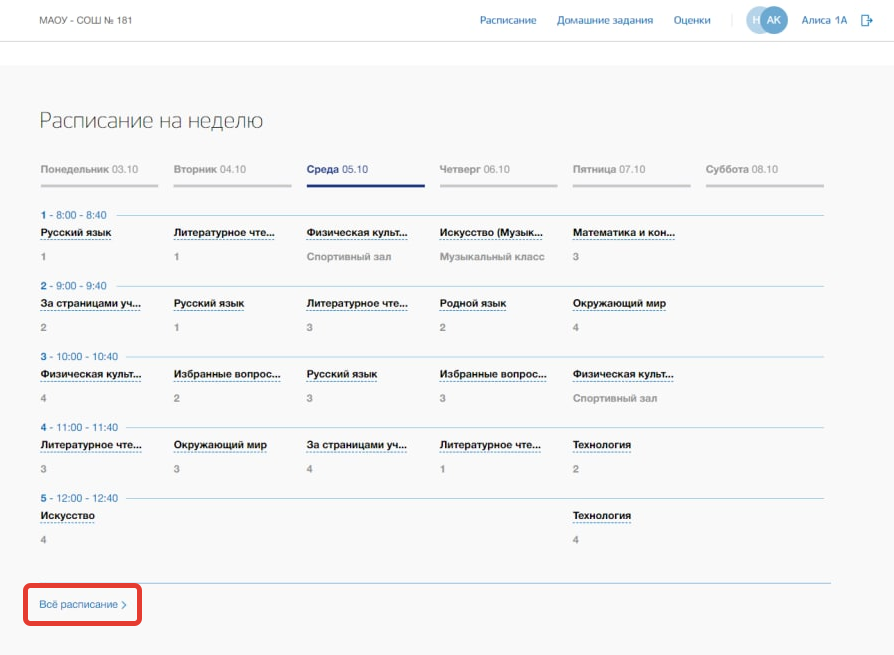 МАОУ - СОШ № 181 Расписание Домашние задания Оценки Н АК Алиса 1А
Расписание на неделю
Понедельник 03.10 Вторник 04.10 Среда 05.10 Четверг 06.10 Пятница 07.10 Суббота 08.10
1 - 8:00 - 8:40
Русский язык Литературное чте... Физическая культ... Искусство (Музык... Математика и кон...
1 1 Спортивный зал Музыкальный класс 3
2 - 9:00 - 9:40
За страницами уч... Русский язык Литературное чте... Родной язык Окружающий мир
2 1 3 2 4
3 - 10:00 - 10:40
Физическая культ... Избранные вопрос... Русский язык Избранные вопрос... Физическая культ...
4 2 3 3 Спортивный зал
4 - 11:00 - 11:40
Литературное чте... Окружающий мир За страницами уч... Литературное чте... Технология
3 3 4 1 2
5 - 12:00 - 12:40
Искусство Технология
4 4
Всё расписание >